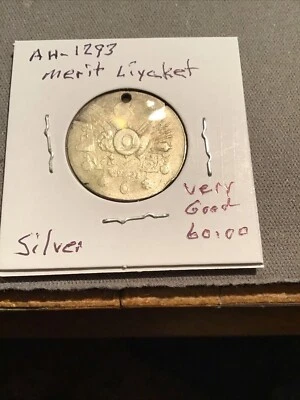 AH-1293
merit Liyaket
very
Good
60.00
Silver